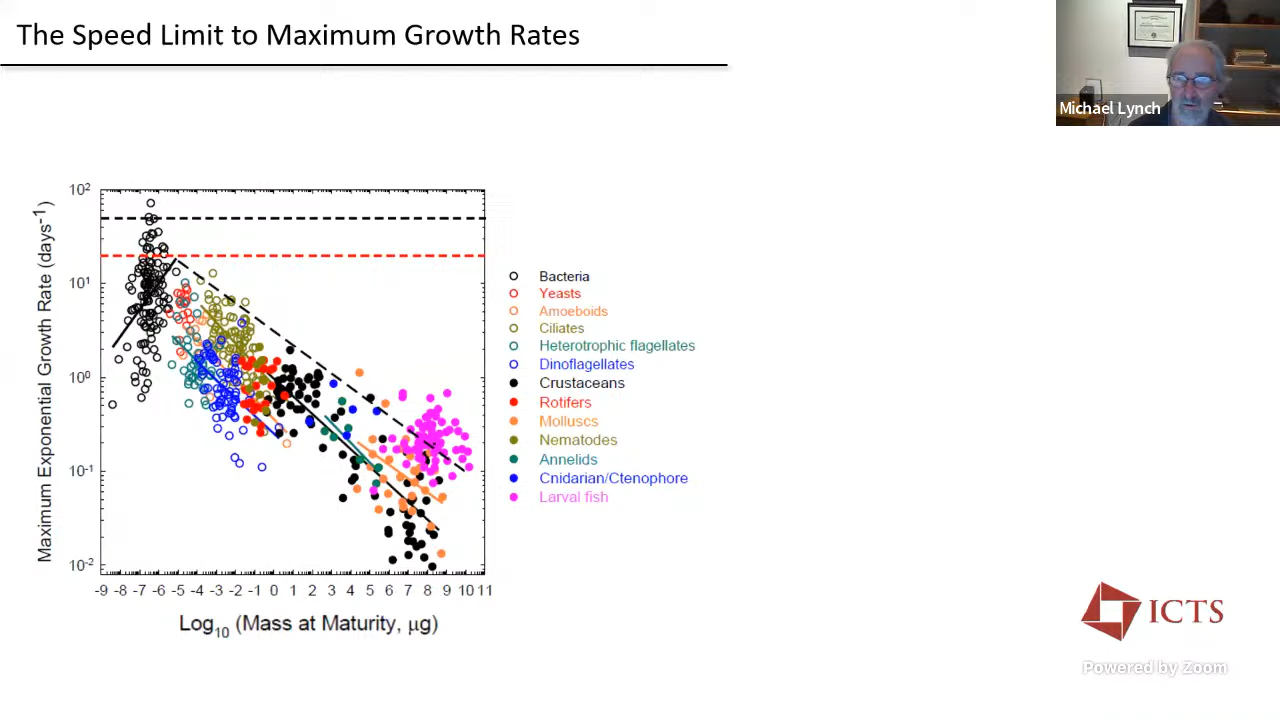 The Speed Limit to Maximum Growth Rates
Michael Lynch
Maximum Exponential Growth Rate (days-1)
102
101
100
10-1
10-2
-9 -8 -7 -6 -5 -4 -3 -2 -1 0 1 2 3 4 5 6 7 8 9 10 11
Log10 (Mass at Maturity, μg)
Bacteria
Yeasts
Amoeboids
Ciliates
Heterotrophic flagellates
Dinoflagellates
Crustaceans
Rotifers
Molluscs
Nematodes
Annelids
Cnidarian/Ctenophore
Larval fish
ICTS
Powered by Zoom